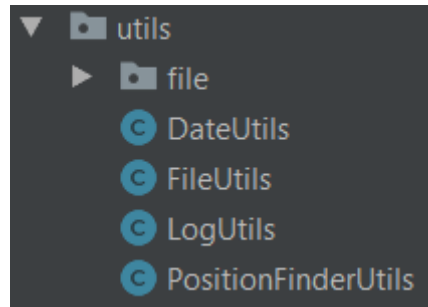 utils
file
C DateUtils
C FileUtils
C LogUtils
C PositionFinderUtils